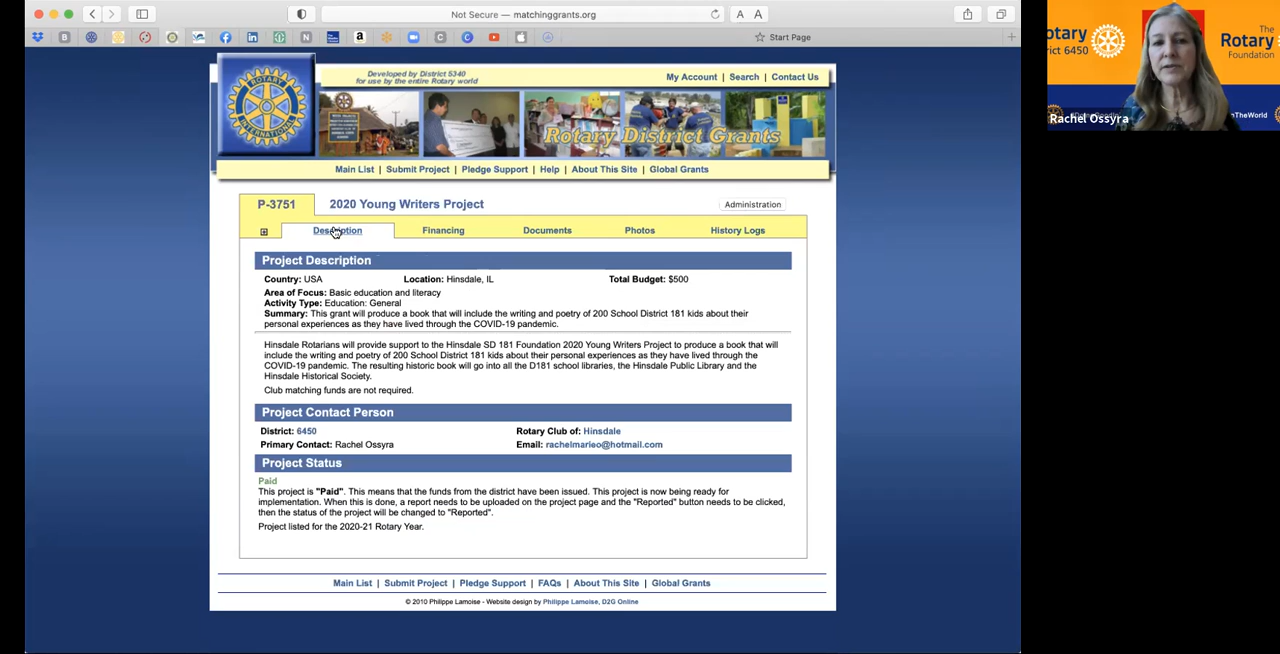 Not Secure — matchinggrants.org
A A
Start Page
Developed by District 5340
for use by the entire Rotary world
My Account | Search | Contact Us
ROTARY INTERNATIONAL
Rotary District Grants
Main List | Submit Project | Pledge Support | Help | About This Site | Global Grants
P-3751
2020 Young Writers Project
Administration
Description
Financing
Documents
Photos
History Logs
Project Description
Country: USA
Location: Hinsdale, IL
Total Budget: $500
Area of Focus: Basic education and literacy
Activity Type: Education: General
Summary: This grant will produce a book that will include the writing and poetry of 200 School District 181 kids about their
personal experiences as they have lived through the COVID-19 pandemic.
Hinsdale Rotarians will provide support to the Hinsdale SD 181 Foundation 2020 Young Writers Project to produce a book that will
include the writing and poetry of 200 School District 181 kids about their personal experiences as they have lived through the
COVID-19 pandemic. The resulting historic book will go into all the D181 school libraries, the Hinsdale Public Library and the
Hinsdale Historical Society.
Club matching funds are not required.
Project Contact Person
District: 6450
Rotary Club of: Hinsdale
Primary Contact: Rachel Ossyra
Email: rachelmarieo@hotmail.com
Project Status
Paid
This project is "Paid". This means that the funds from the district have been issued. This project is now being ready for
implementation. When this is done, a report needs to be uploaded on the project page and the "Reported" button needs to be clicked,
then the status of the project will be changed to "Reported".
Project listed for the 2020-21 Rotary Year.
Main List | Submit Project | Pledge Support | FAQs | About This Site | Global Grants
© 2010 Philippe Lamoise - Website design by Philippe Lamoise, D2G Online
otary
rict 6450
The
Rotary
Foundation
Rachel Ossyra
nTheWorld